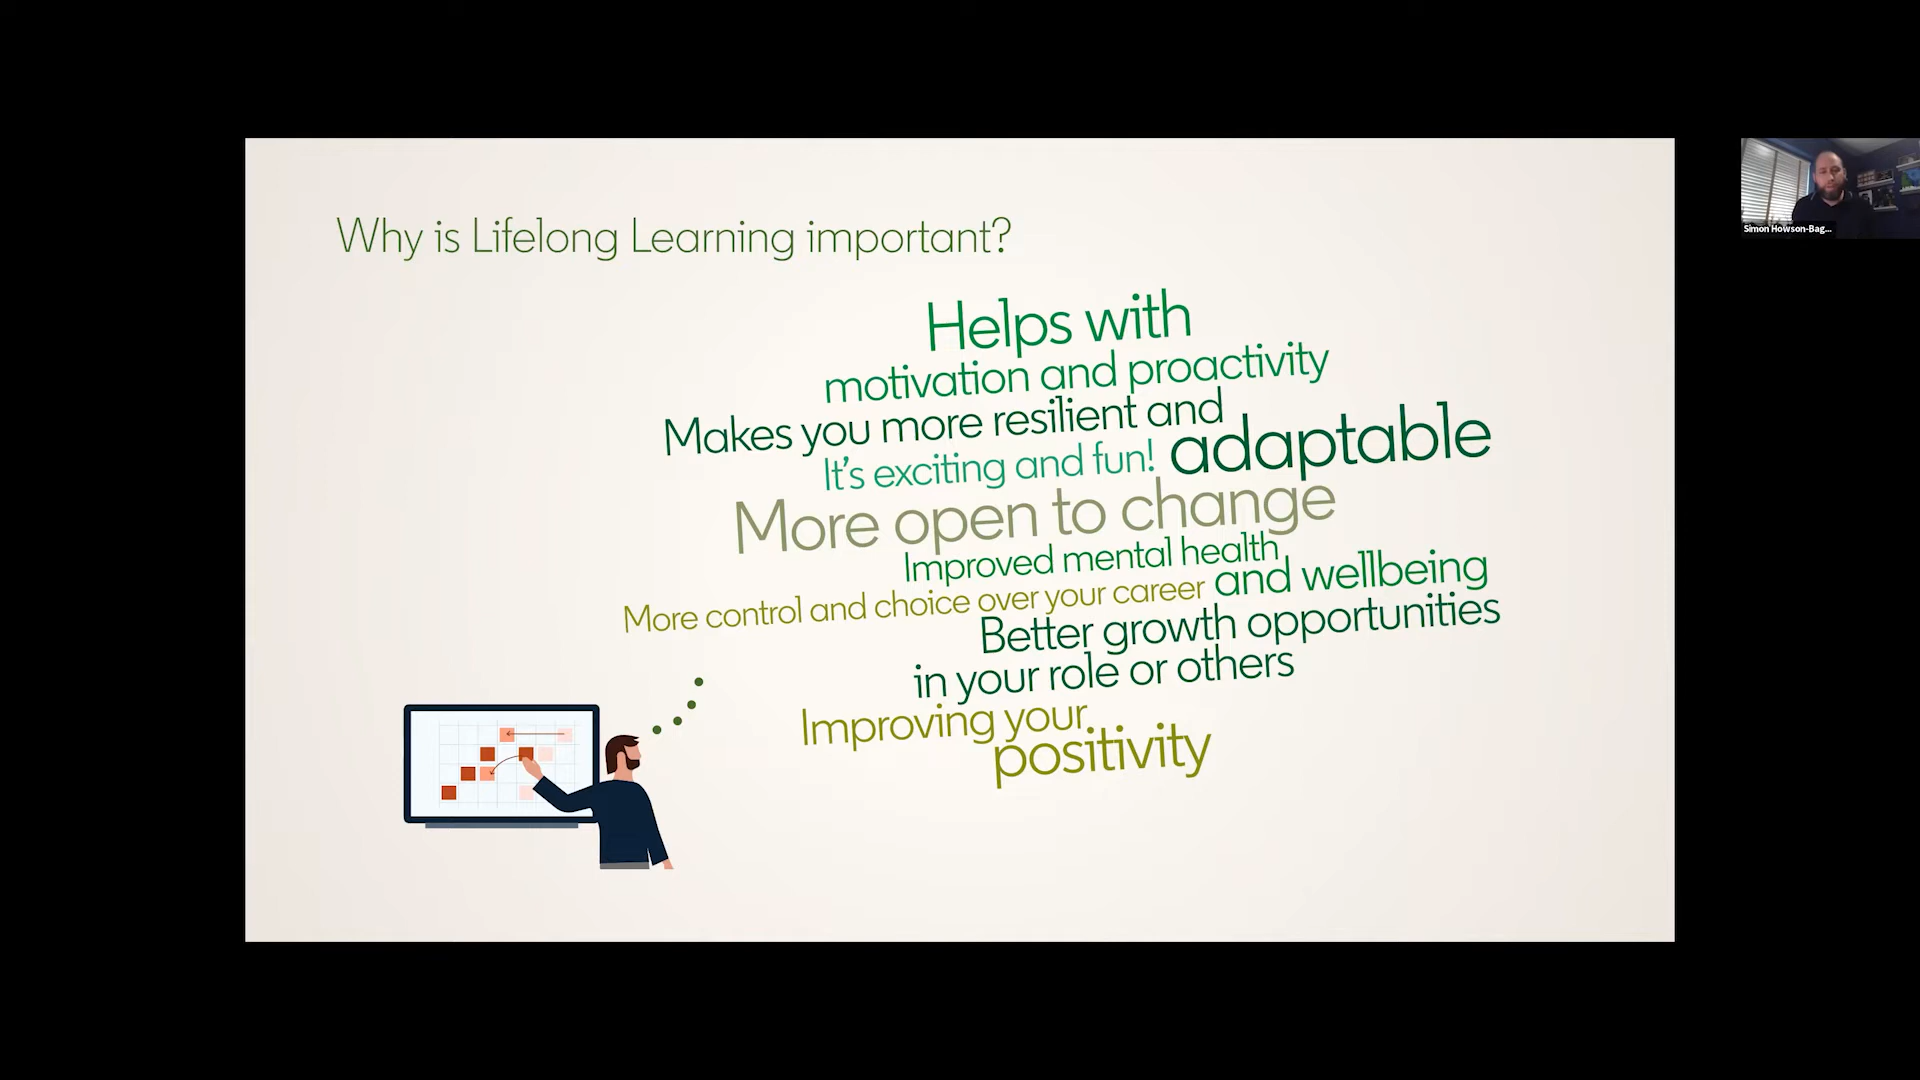 Why is Lifelong Learning important?
Helps with
motivation and proactivity
Makes you more resilient and
adaptable
It's exciting and fun!
More open to change
Improved mental health
and wellbeing
More control and choice over your career
Better growth opportunities
in your role or others
Improving your
positivity
Simon Howson-Bag...